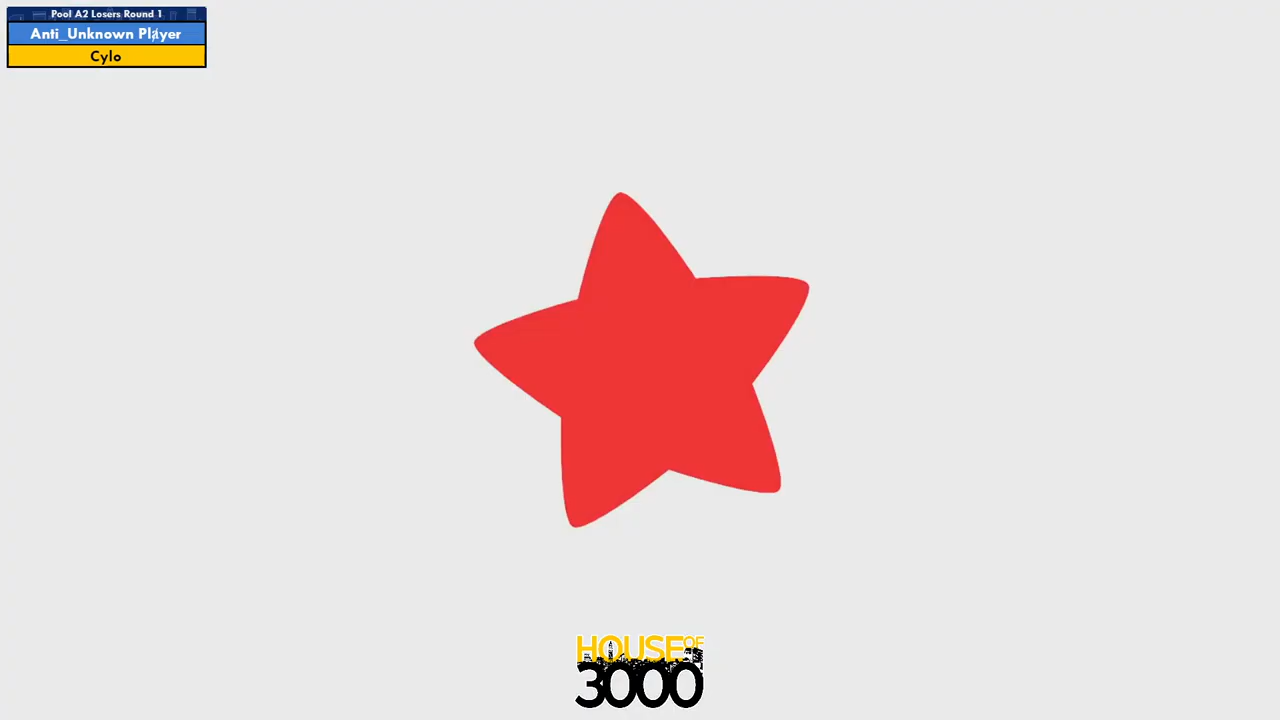 Pool A2 Losers Round 1
Anti_Unknown Player
Cylo
HOUSE OF
3000